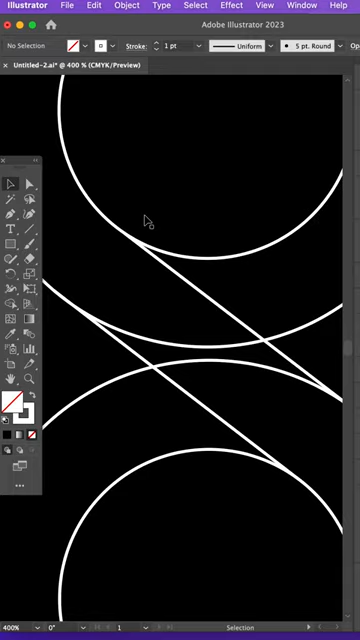 Illustrator File Edit Object Type Select Effect View Window Help
Adobe Illustrator 2023
No Selection Stroke: 1 pt Uniform 5 pt. Round Opa
× Untitled-2.ai* @ 400 % (CMYK/Preview)
T
400% 0° 1 Selection